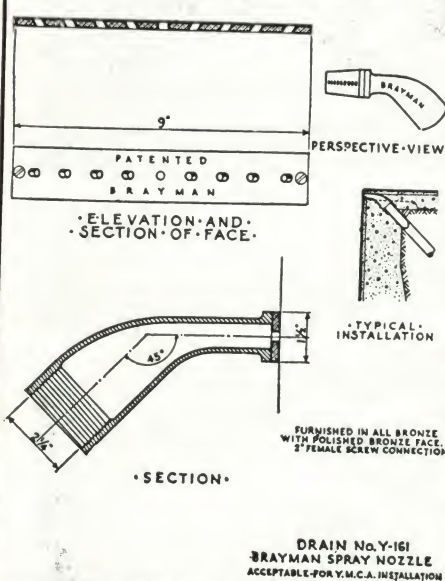 9"
PATENTED
BRAYMAN
·ELEVATION·AND·
·SECTION·OF·FACE·
BRAYMAN
PERSPECTIVE·VIEW
·TYPICAL·
INSTALLATION
45°
1½"
2¼"
·SECTION·
FURNISHED IN ALL BRONZE
WITH POLISHED BRONZE FACE.
2" FEMALE SCREW CONNECTION
DRAIN No. Y-161
BRAYMAN SPRAY NOZZLE
ACCEPTABLE·FOR Y.M.C.A. INSTALLATION